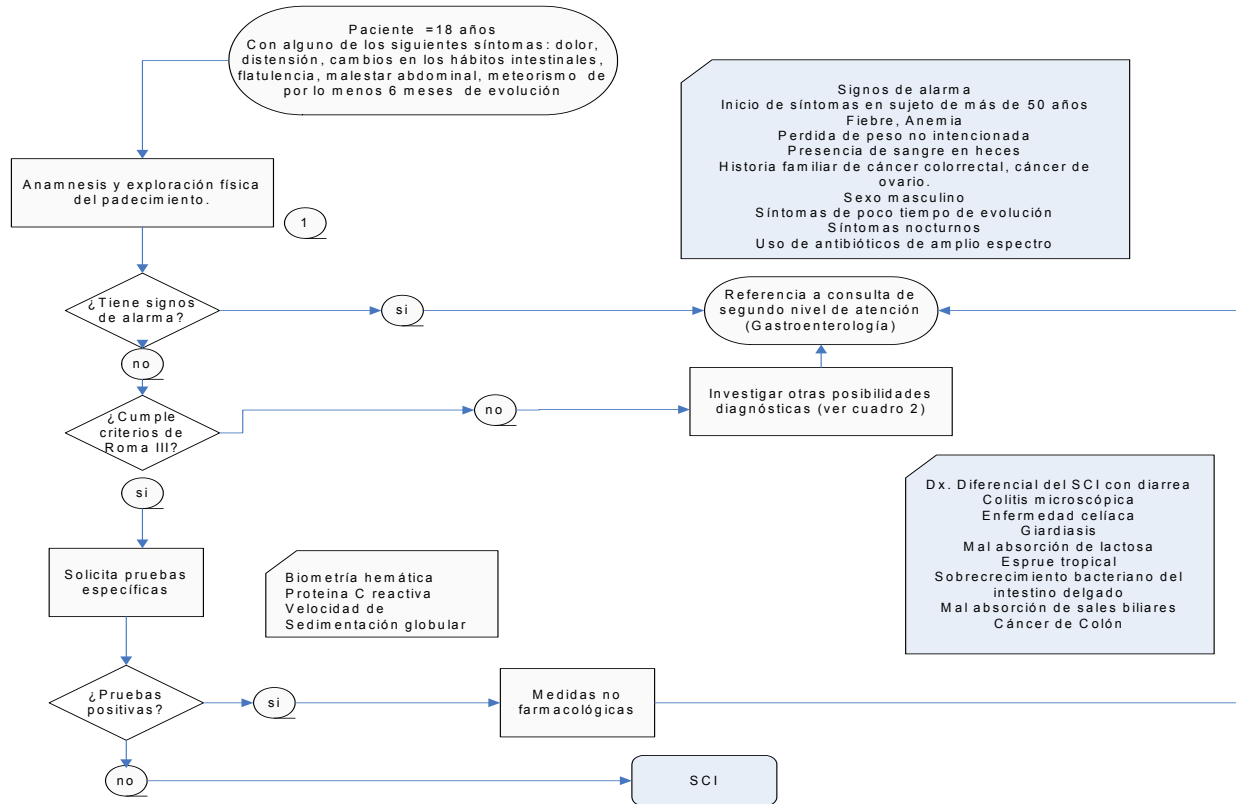 Paciente =18 años
Con alguno de los siguientes síntomas: dolor,
distensión, cambios en los hábitos intestinales,
flatulencia, malestar abdominal, meteorismo de
por lo menos 6 meses de evolución
Signos de alarma
Inicio de síntomas en sujeto de más de 50 años
Fiebre, Anemia
Perdida de peso no intencionada
Presencia de sangre en heces
Historia familiar de cáncer colorrectal, cáncer de
ovario.
Sexo masculino
Síntomas de poco tiempo de evolución
Síntomas nocturnos
Uso de antibióticos de amplio espectro
Anamnesis y exploración física
del padecimiento.
1
¿Tiene signos
de alarma?
si
Referencia a consulta de
segundo nivel de atención
(Gastroenterología)
no
¿Cumple
criterios de
Roma III?
no
Investigar otras posibilidades
diagnósticas (ver cuadro 2)
si
Dx. Diferencial del SCI con diarrea
Colitis microscópica
Enfermedad celíaca
Giardiasis
Mal absorción de lactosa
Esprue tropical
Sobrecrecimiento bacteriano del
intestino delgado
Mal absorción de sales biliares
Cáncer de Colón
Solicita pruebas
específicas
Biometría hemática
Proteina C reactiva
Velocidad de
Sedimentación globular
¿Pruebas
positivas?
si
Medidas no
farmacológicas
no
SCI